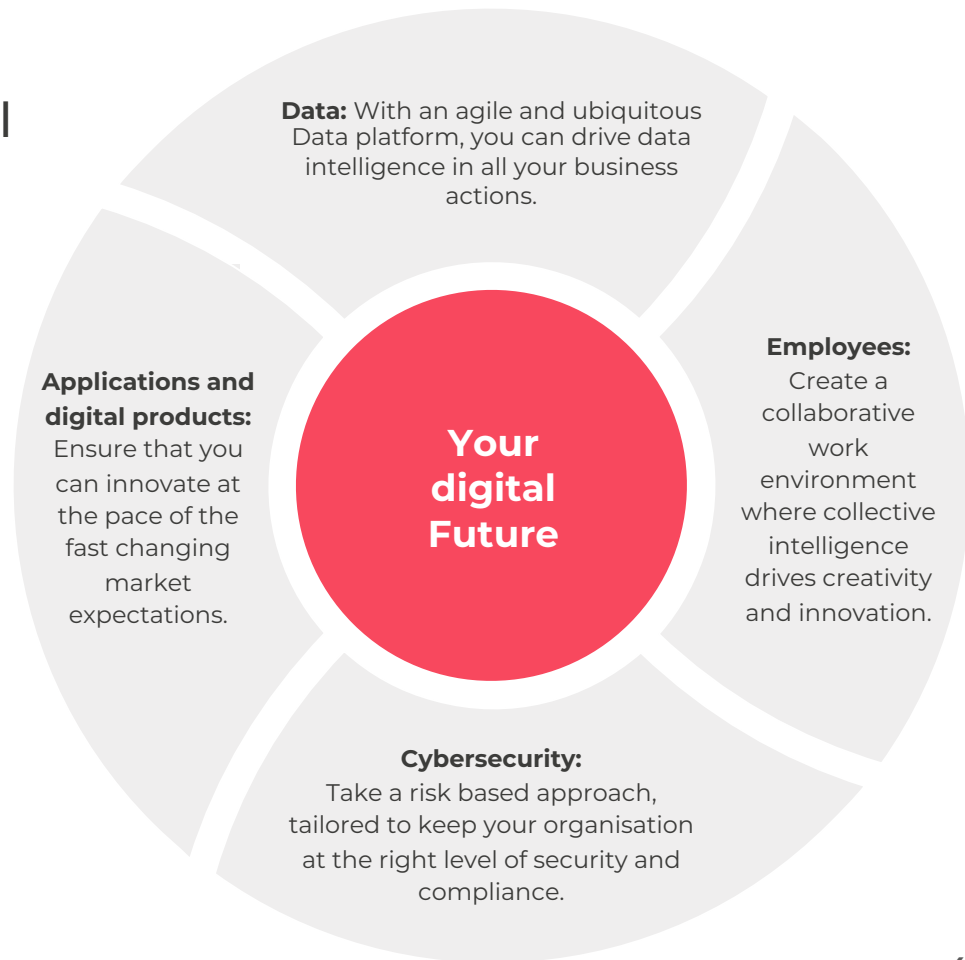 Data: With an agile and ubiquitous
Data platform, you can drive data
intelligence in all your business
actions.
Employees:
Create a
collaborative
work
environment
where collective
intelligence
drives creativity
and innovation.
Applications and
digital products:
Ensure that you
can innovate at
the pace of the
fast changing
market
expectations.
Your
digital
Future
Cybersecurity:
Take a risk based approach,
tailored to keep your organisation
at the right level of security and
compliance.